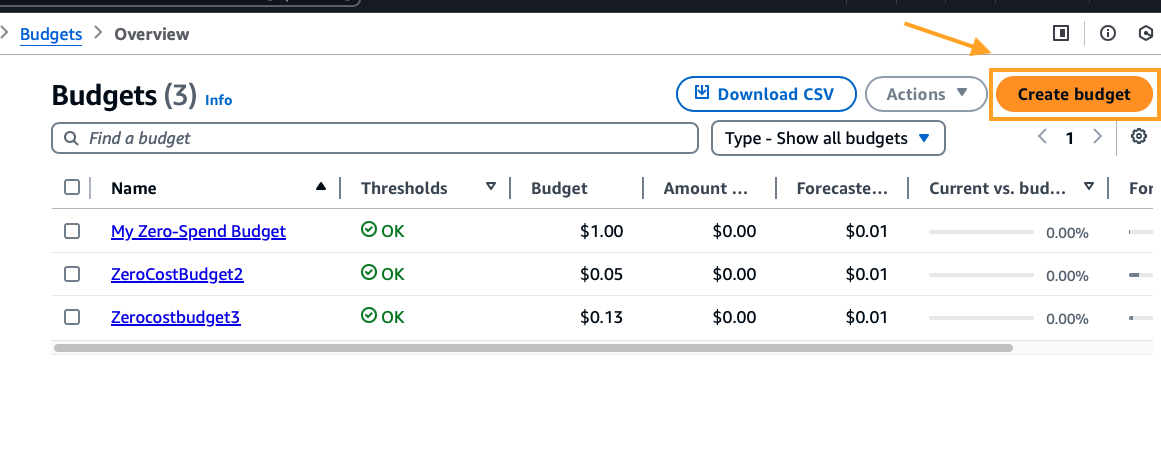 Budgets > Overview
Budgets (3) Info
Download CSV Actions Create budget
Find a budget Type - Show all budgets 1
Name Thresholds Budget Amount ... Forecaste... Current vs. bud... For
My Zero-Spend Budget OK $1.00 $0.00 $0.01 0.00%
ZeroCostBudget2 OK $0.05 $0.00 $0.01 0.00%
Zerocostbudget3 OK $0.13 $0.00 $0.01 0.00%